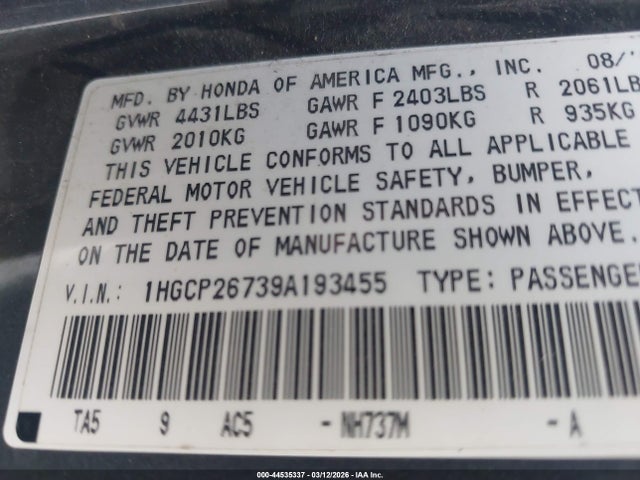 MFD. BY HONDA OF AMERICA MFG., INC. 08/
GVWR 4431LBS GAWR F 2403LBS R 2061LB
GVWR 2010KG GAWR F 1090KG R 935KG
THIS VEHICLE CONFORMS TO ALL APPLICABLE
FEDERAL MOTOR VEHICLE SAFETY, BUMPER,
AND THEFT PREVENTION STANDARDS IN EFFECT
ON THE DATE OF MANUFACTURE SHOWN ABOVE.
V.I.N.: 1HGCP26739A193455 TYPE: PASSENGE
TA5 9 AC5 - NH737M - A
000-44535337 | 03/12/2026 | IAA Inc.